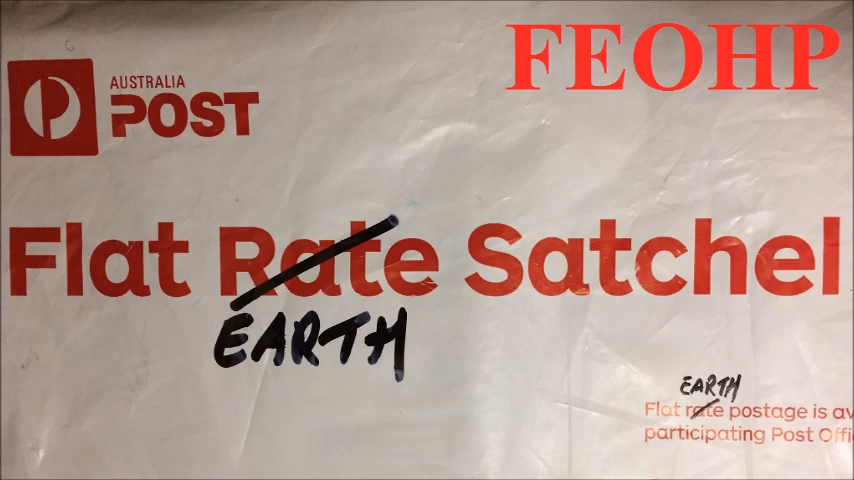 FEOHP
AUSTRALIA
POST
Flat Rate Satchel
EARTH
EARTH
Flat rate postage is av
participating Post Offi